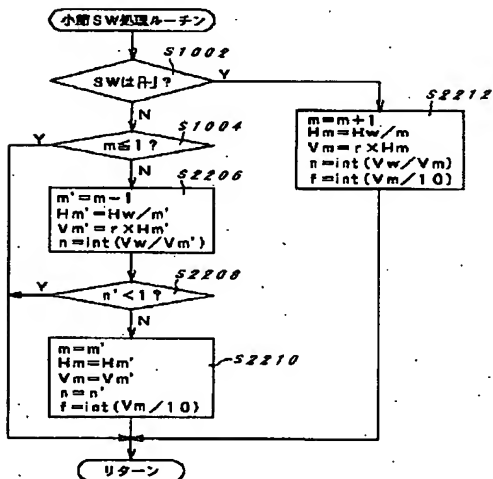 小節SW処理ルーチン
S1002
SWは「+」?
Y
N
S1004
Y
m≦1?
N
S2206
m'=m-1
Hm'=Hw/m'
Vm'=r×Hm'
n=int(Vw/Vm')
S2208
Y
n'<1?
N
S2210
m=m'
Hm=Hm'
Vm=Vm'
n=n'
f=int(Vm/10)
S2212
m=m+1
Hm=Hw/m
Vm=r×Hm
n=int(Vw/Vm)
f=int(Vm/10)
リターン